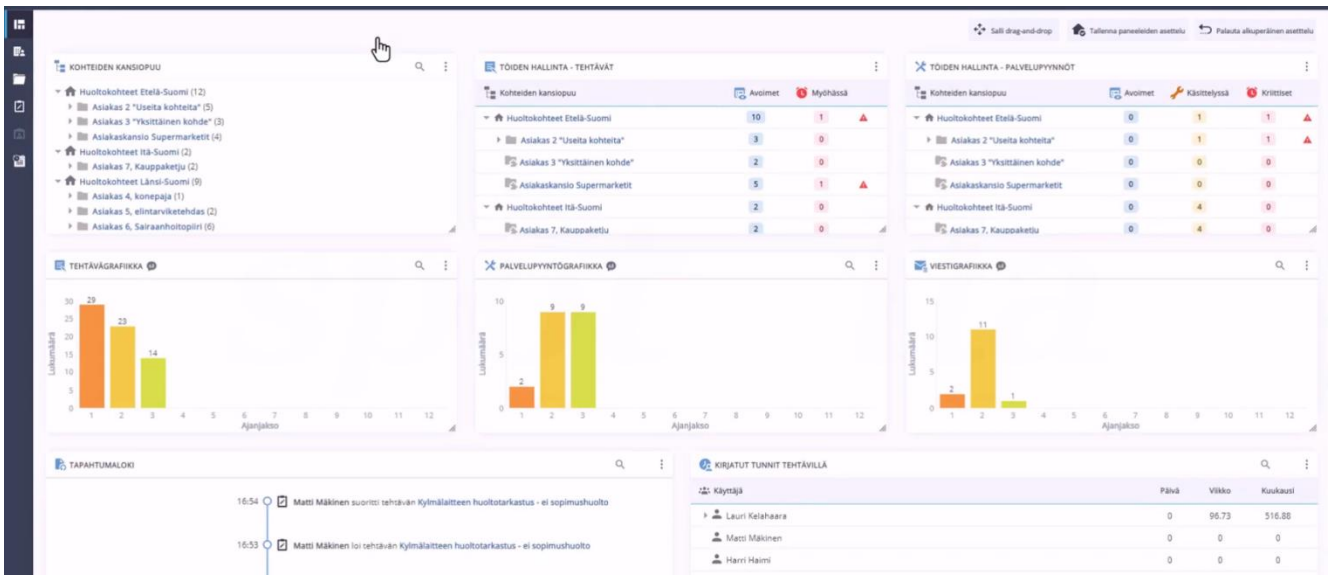 Salli drag-and-drop
Tallenna paneeleiden asettelu
Palauta alkuperäinen asetttelu
KOHTEIDEN KANSIOPUU
Huoltokohteet Etelä-Suomi (12)
Asiakas 2 "Useita kohteita" (5)
Asiakas 3 "Yksittäinen kohde" (3)
Asiakaskansio Supermarketit (4)
Huoltokohteet Itä-Suomi (2)
Asiakas 7, Kauppaketju (2)
Huoltokohteet Länsi-Suomi (9)
Asiakas 4, konepaja (1)
Asiakas 5, elintarviketehdas (2)
Asiakas 6, Sairaanhoitopiiri (6)
TÖIDEN HALLINTA - TEHTÄVÄT
Kohteiden kansiopuu Avoimet Myöhässä
Huoltokohteet Etelä-Suomi 10 1
Asiakas 2 "Useita kohteita" 3 0
Asiakas 3 "Yksittäinen kohde" 2 0
Asiakaskansio Supermarketit 5 1
Huoltokohteet Itä-Suomi 2 0
Asiakas 7, Kauppaketju 2 0
TÖIDEN HALLINTA - PALVELUPYYNNÖT
Kohteiden kansiopuu Avoimet Käsittelyssä Kriittiset
Huoltokohteet Etelä-Suomi 0 1 1
Asiakas 2 "Useita kohteita" 0 1 1
Asiakas 3 "Yksittäinen kohde" 0 0 0
Asiakaskansio Supermarketit 0 0 0
Huoltokohteet Itä-Suomi 0 4 0
Asiakas 7, Kauppaketju 0 4 0
TEHTÄVÄGRAFIIKKA
Lukumäärä
30
25
20
15
10
5
0
29
23
14
1 2 3 4 5 6 7 8 9 10 11 12
Ajanjakso
PALVELUPYYNTÖGRAFIIKKA
Lukumäärä
10
5
0
2
9
9
1 2 3 4 5 6 7 8 9 10 11 12
Ajanjakso
VIESTIGRAFIIKKA
Lukumäärä
15
10
5
0
2
11
1
1 2 3 4 5 6 7 8 9 10 11 12
Ajanjakso
TAPAHTUMALOKI
16:54 Matti Mäkinen suoritti tehtävän Kylmälaitteen huoltotarkastus - ei sopimushuolto
16:53 Matti Mäkinen loi tehtävän Kylmälaitteen huoltotarkastus - ei sopimushuolto
KIRJATUT TUNNIT TEHTÄVILLÄ
Käyttäjä Päivä Viikko Kuukausi
Lauri Kelahaara 0 96.73 516.88
Matti Mäkinen 0 0 0
Harri Haimi 0 0 0